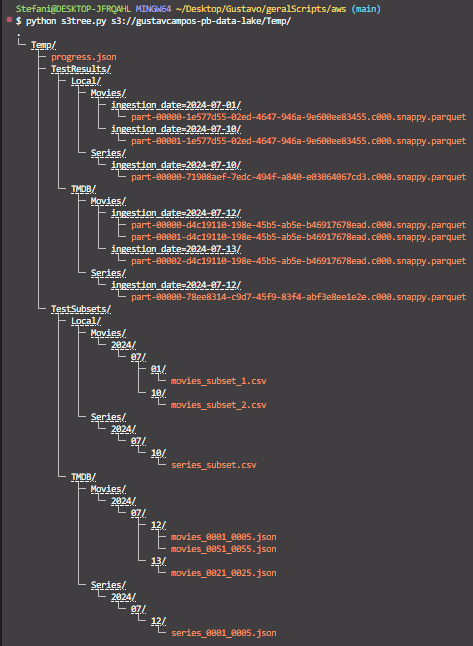 Stefani@DESKTOP-JFRQAHL MINGW64 ~/Desktop/Gustavo/geralScripts/aws (main)
$ python s3tree.py s3://gustavcampos-pb-data-lake/Temp/
.
└─ Temp/
├─ progress.json
├─ TestResults/
│ ├─ Local/
│ │ ├─ Movies/
│ │ │ ├─ ingestion_date=2024-07-01/
│ │ │ │ └─ part-00000-1e577d55-02ed-4647-946a-9e600ee83455.c000.snappy.parquet
│ │ │ └─ ingestion_date=2024-07-10/
│ │ │ └─ part-00001-1e577d55-02ed-4647-946a-9e600ee83455.c000.snappy.parquet
│ │ └─ Series/
│ │ └─ ingestion_date=2024-07-10/
│ │ └─ part-00000-71908aef-7edc-494f-a840-e03064067cd3.c000.snappy.parquet
│ └─ TMDB/
│ ├─ Movies/
│ │ ├─ ingestion_date=2024-07-12/
│ │ │ ├─ part-00000-d4c19110-198e-45b5-ab5e-b46917678ead.c000.snappy.parquet
│ │ │ └─ part-00001-d4c19110-198e-45b5-ab5e-b46917678ead.c000.snappy.parquet
│ │ └─ ingestion_date=2024-07-13/
│ │ └─ part-00002-d4c19110-198e-45b5-ab5e-b46917678ead.c000.snappy.parquet
│ └─ Series/
│ └─ ingestion_date=2024-07-12/
│ └─ part-00000-78ee8314-c9d7-45f9-83f4-abf3e8ee1e2e.c000.snappy.parquet
└─ TestSubsets/
├─ Local/
│ ├─ Movies/
│ │ └─ 2024/
│ │ └─ 07/
│ │ ├─ 01/
│ │ │ └─ movies_subset_1.csv
│ │ └─ 10/
│ │ └─ movies_subset_2.csv
│ └─ Series/
│ └─ 2024/
│ └─ 07/
│ └─ 10/
│ └─ series_subset.csv
└─ TMDB/
├─ Movies/
│ └─ 2024/
│ └─ 07/
│ ├─ 12/
│ │ ├─ movies_0001_0005.json
│ │ └─ movies_0051_0055.json
│ └─ 13/
│ └─ movies_0021_0025.json
└─ Series/
└─ 2024/
└─ 07/
└─ 12/
└─ series_0001_0005.json